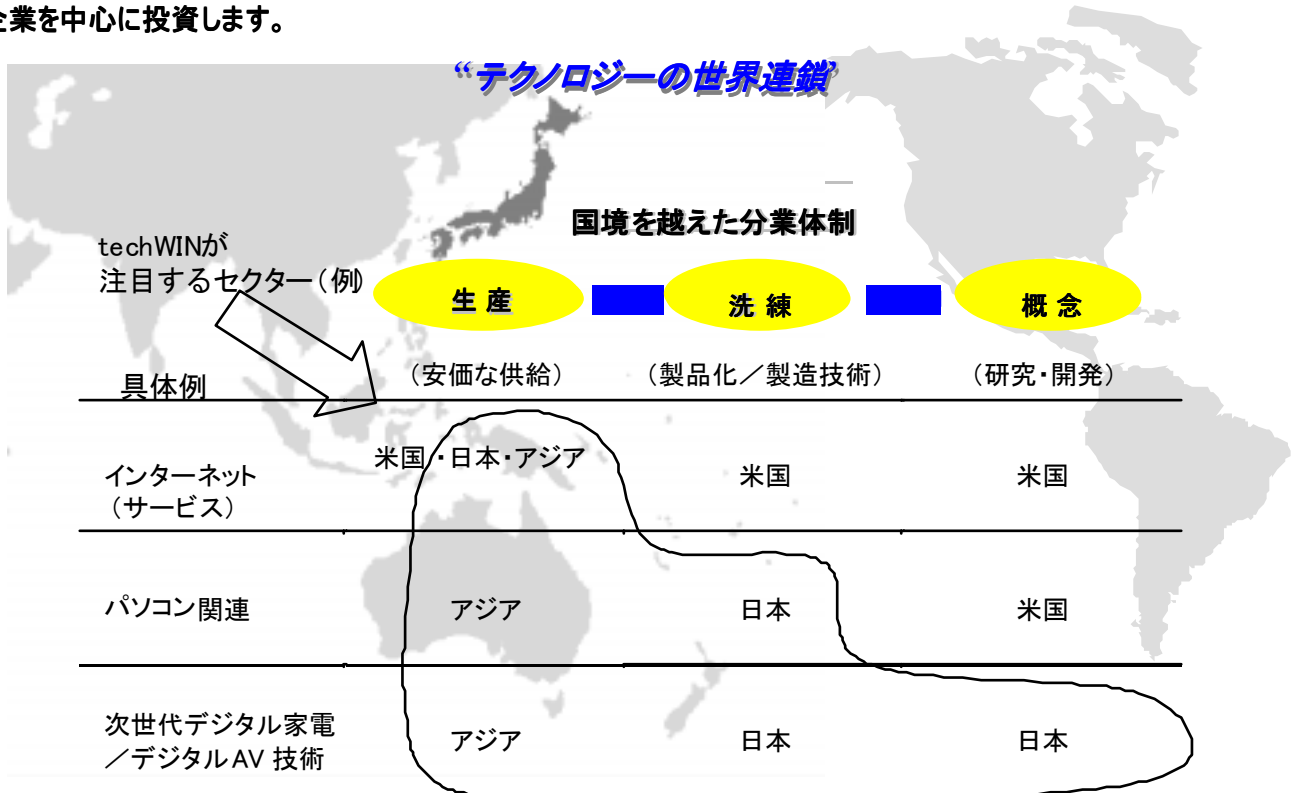 企業を中心に投資します。
“テクノロジーの世界連鎖”
国境を越えた分業体制
techWINが
注目するセクター（例）
生 産
洗 練
概 念
具体例
（安価な供給）
（製品化／製造技術）
（研究・開発）
インターネット
（サービス）
米国・日本・アジア
米国
米国
パソコン関連
アジア
日本
米国
次世代デジタル家電
／デジタルAV 技術
アジア
日本
日本